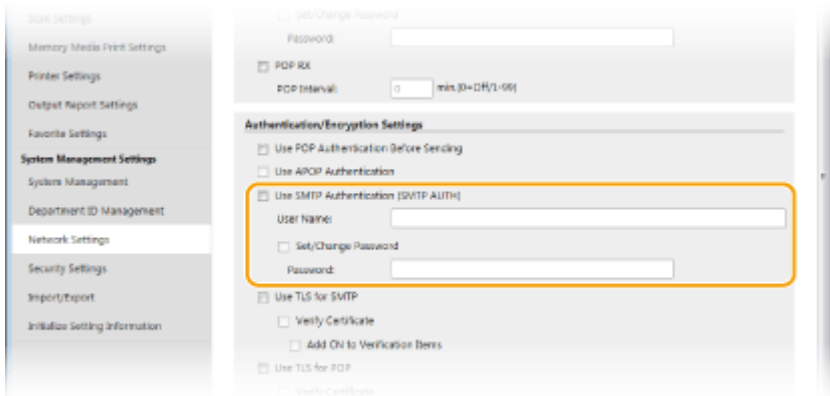 Scan Settings
Memory Media Print Settings
Printer Settings
Output Report Settings
Favorite Settings
System Management Settings
System Management
Department ID Management
Network Settings
Security Settings
Import/Export
Initialize Setting Information
Set/Change Password
Password:
POP RX
POP Interval:
0
min.(0=Off/1-99)
Authentication/Encryption Settings
Use POP Authentication Before Sending
Use APOP Authentication
Use SMTP Authentication (SMTP AUTH)
User Name:
Set/Change Password
Password:
Use TLS for SMTP
Verify Certificate
Add CN to Verification Items
Use TLS for POP
Verify Certificate